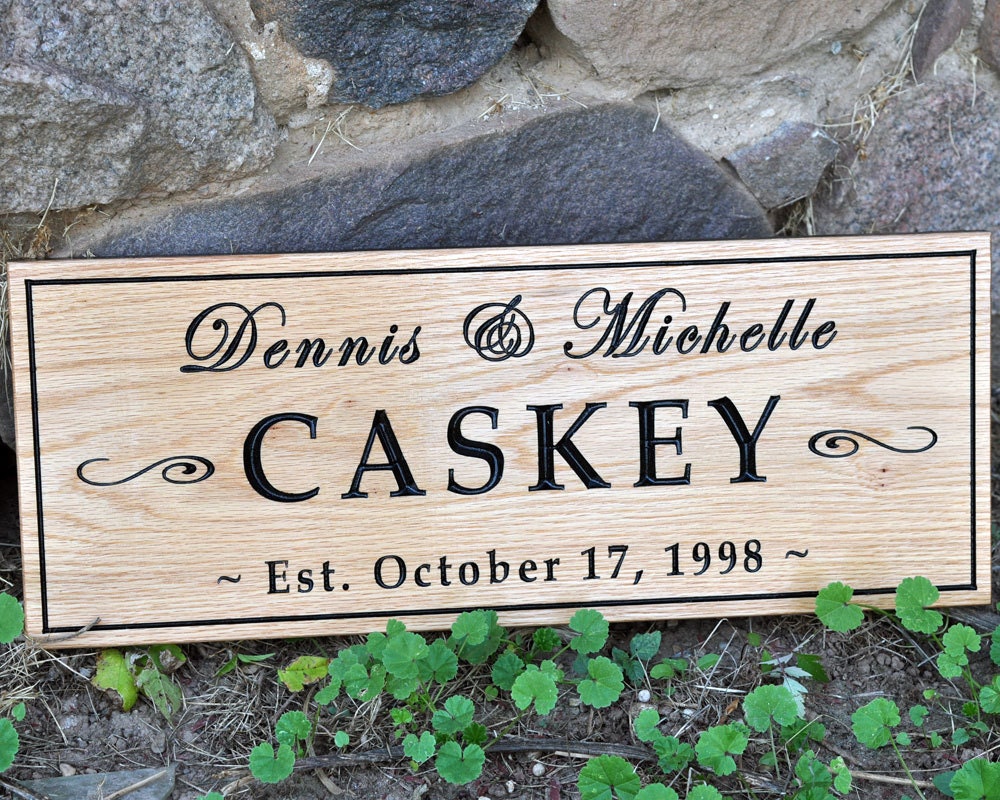 Dennis & Michelle
CASKEY
~ Est. October 17, 1998 ~